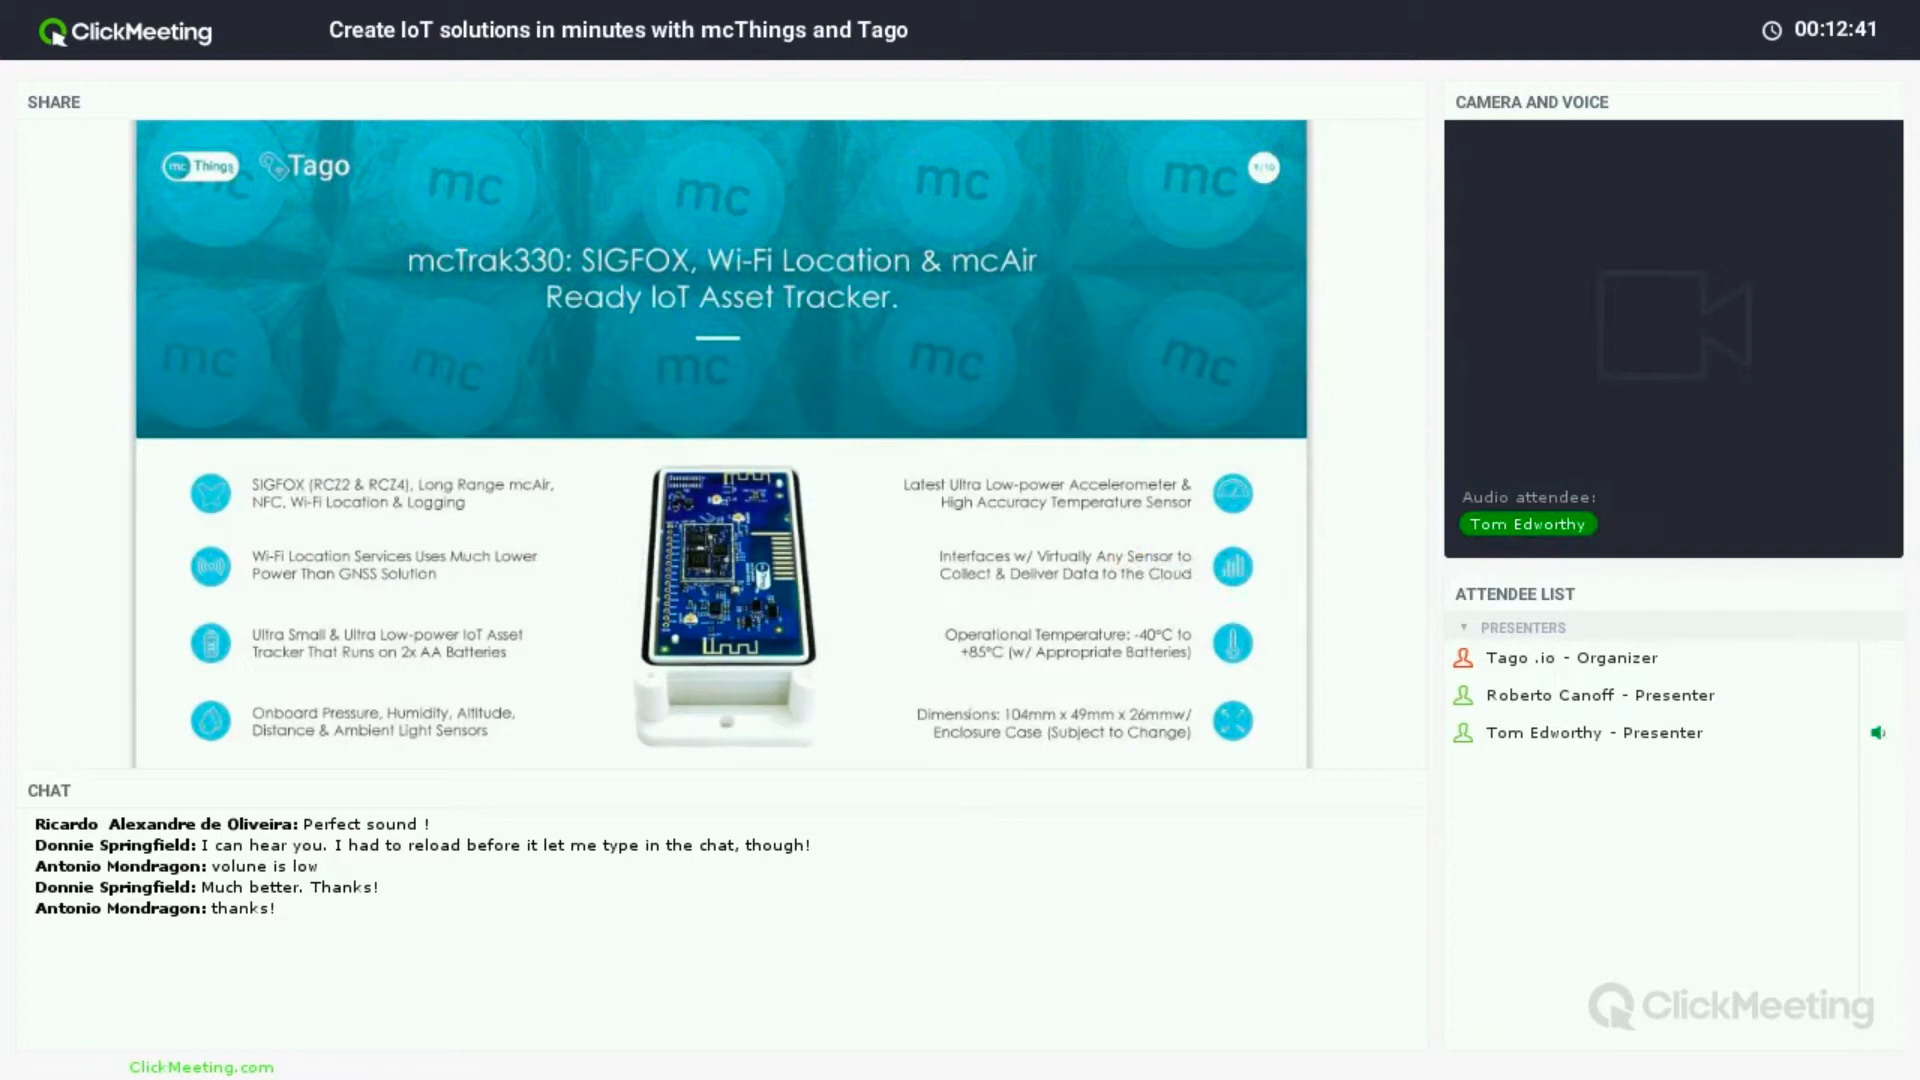 ClickMeeting
Create IoT solutions in minutes with mcThings and Tago
00:12:41
SHARE
mc Things
Tago
9/10
mc mc mc mc mc
mcTrak330: SIGFOX, Wi-Fi Location & mcAir
Ready IoT Asset Tracker.
mc mc mc mc mc
SIGFOX (RCZ2 & RCZ4), Long Range mcAir,
NFC, Wi-Fi Location & Logging
Wi-Fi Location Services Uses Much Lower
Power Than GNSS Solution
Ultra Small & Ultra Low-power IoT Asset
Tracker That Runs on 2x AA Batteries
Onboard Pressure, Humidity, Altitude,
Distance & Ambient Light Sensors
Latest Ultra Low-power Accelerometer &
High Accuracy Temperature Sensor
Interfaces w/ Virtually Any Sensor to
Collect & Deliver Data to the Cloud
Operational Temperature: -40°C to
+85°C (w/ Appropriate Batteries)
Dimensions: 104mm x 49mm x 26mmw/
Enclosure Case (Subject to Change)
CAMERA AND VOICE
Audio attendee:
Tom Edworthy
ATTENDEE LIST
PRESENTERS
Tago .io - Organizer
Roberto Canoff - Presenter
Tom Edworthy - Presenter
CHAT
Ricardo  Alexandre de Oliveira: Perfect sound !
Donnie Springfield: I can hear you. I had to reload before it let me type in the chat, though!
Antonio Mondragon: volune is low
Donnie Springfield: Much better. Thanks!
Antonio Mondragon: thanks!
ClickMeeting
ClickMeeting.com